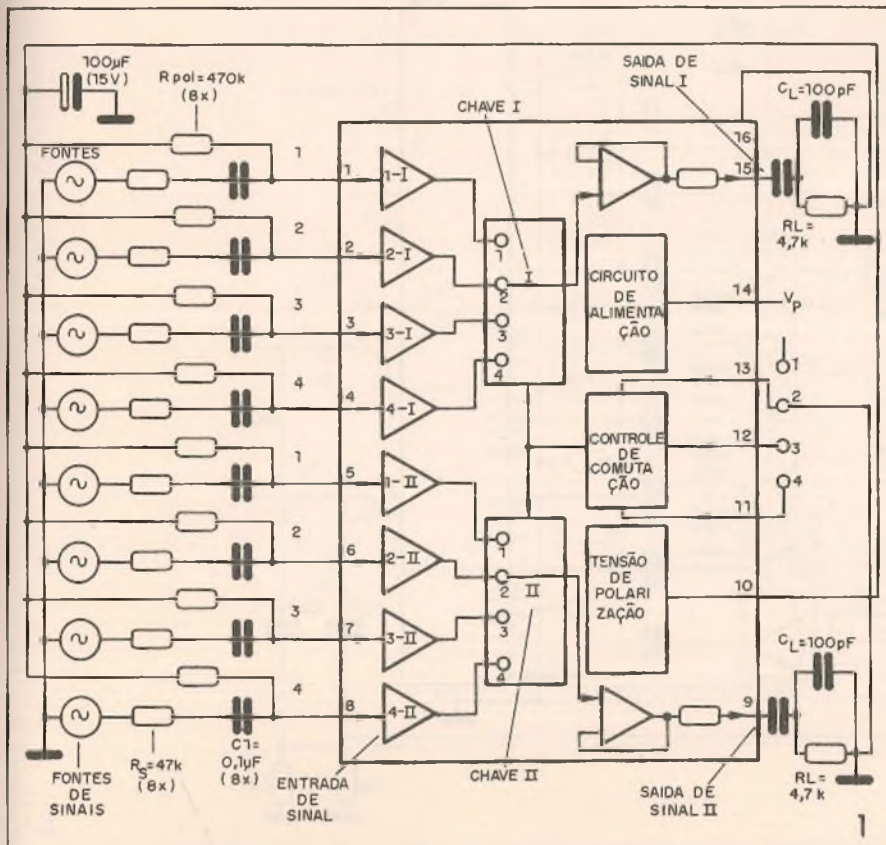 100µF
(15V)
Rpol=470k
(8x)
SAIDA DE
SINAL I
CL=100pF
CHAVE I
FONTES
1
1
1-I
16
15
RL=
4,7k
2
2
2-I
1
I
2
3
4
CIRCUITO
DE
ALIMENTA
ÇÃO
14
Vp
3
3
3-I
4
4
4-I
13
1
2
CONTROLE
DE
COMUTA
ÇÃO
12
3
11
4
1
5
1-II
2
6
2-II
1
2
II
3
4
TENSÃO
DE
POLARI
ZAÇÃO
10
3
7
3-II
CL=100pF
4
8
4-II
9
FONTES
DE
SINAIS
RS=47k
(8x)
C1=
0,1µF
(8x)
ENTRADA
DE
SINAL
CHAVE II
SAIDA DE
SINAL II
RL=
4,7k
1